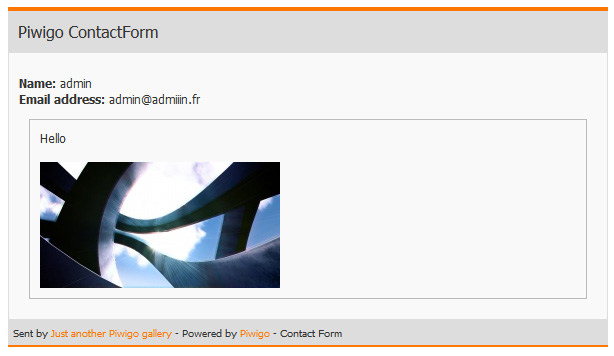 Piwigo ContactForm
Name: admin
Email address: admin@admiiin.fr
Hello
Sent by Just another Piwigo gallery - Powered by Piwigo - Contact Form